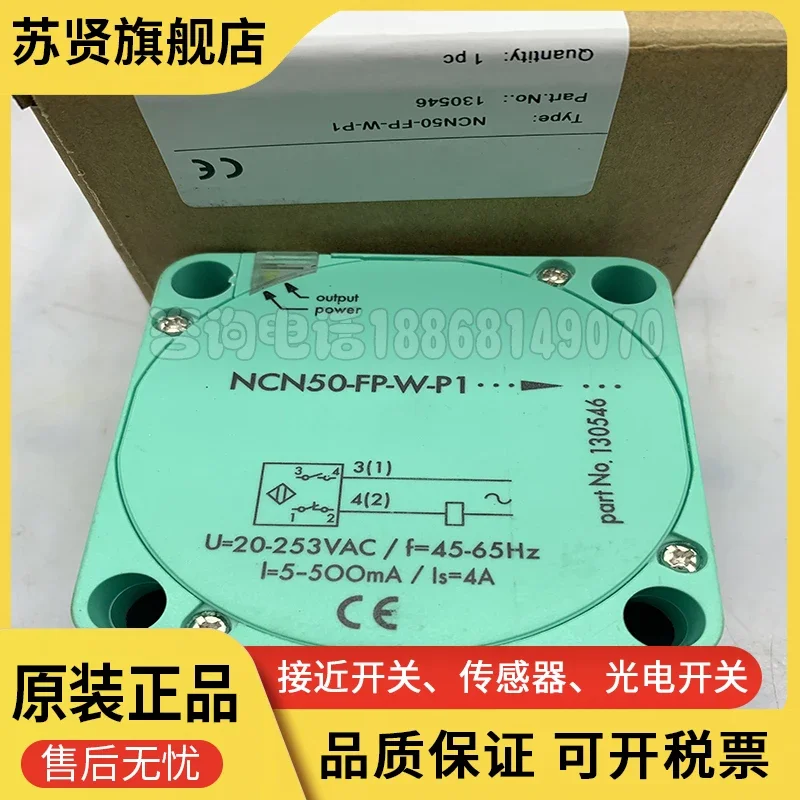 苏贤旗舰店
Quantity: 1 pc
Part.No.: 130546
Type: NCN50-FP-W-P1
CE
output
power
咨询电话18868149070
NCN50-FP-W-P1
part No, 130546
3 4 3(1)
4(2)
1 2
U=20-253VAC / f=45-65Hz
I=5-500mA / Is=4A
CE
原装正品
接近开关、传感器、光电开关
售后无忧
品质保证 可开税票